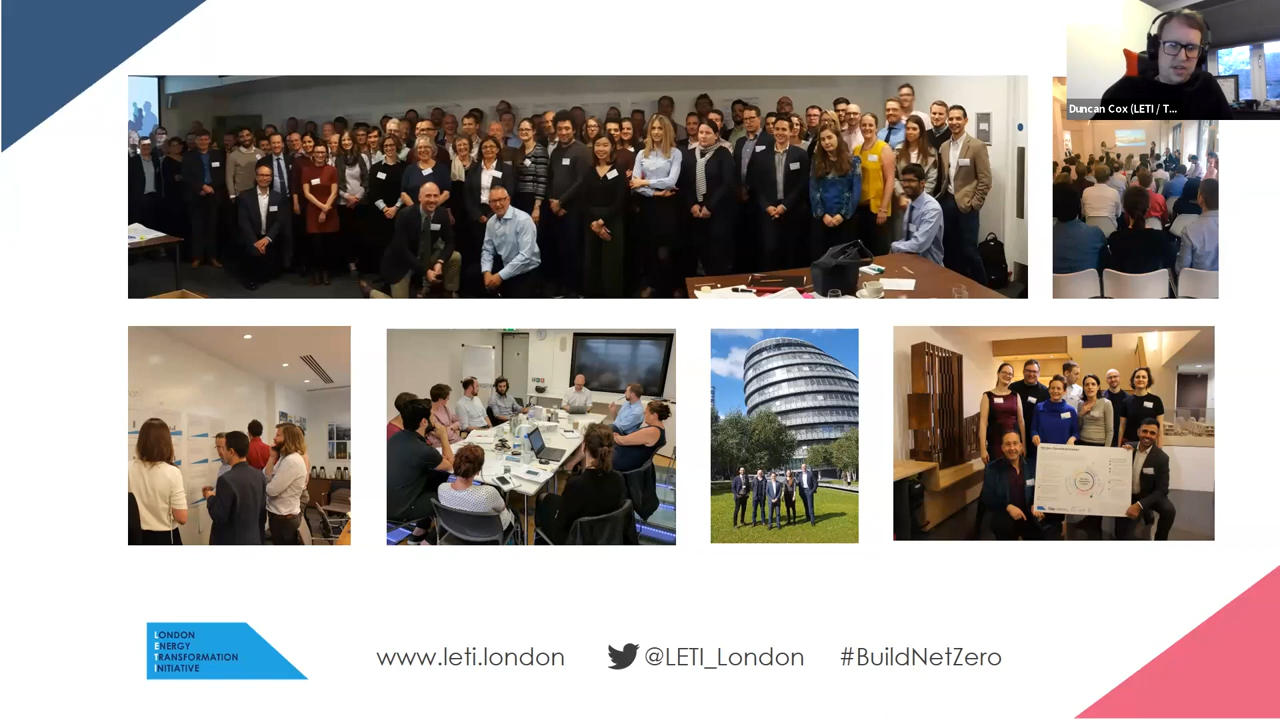 Duncan Cox (LETI / T...
LONDON
ENERGY
TRANSFORMATION
INITIATIVE
www.leti.london
@LETI_London
#BuildNetZero